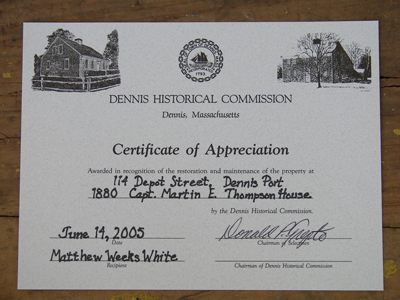 1793
DENNIS HISTORICAL COMMISSION
Dennis, Massachusetts
Certificate of Appreciation
Awarded in recognition of the restoration and maintenance of the property at
114 Depot Street, Dennis Port
1880 Capt. Martin E. Thompson House
by the Dennis Historical Commission.
June 14, 2005
Date
Chairman of Selectmen
Matthew Weeks White
Recipient
Chairman of Dennis Historical Commission